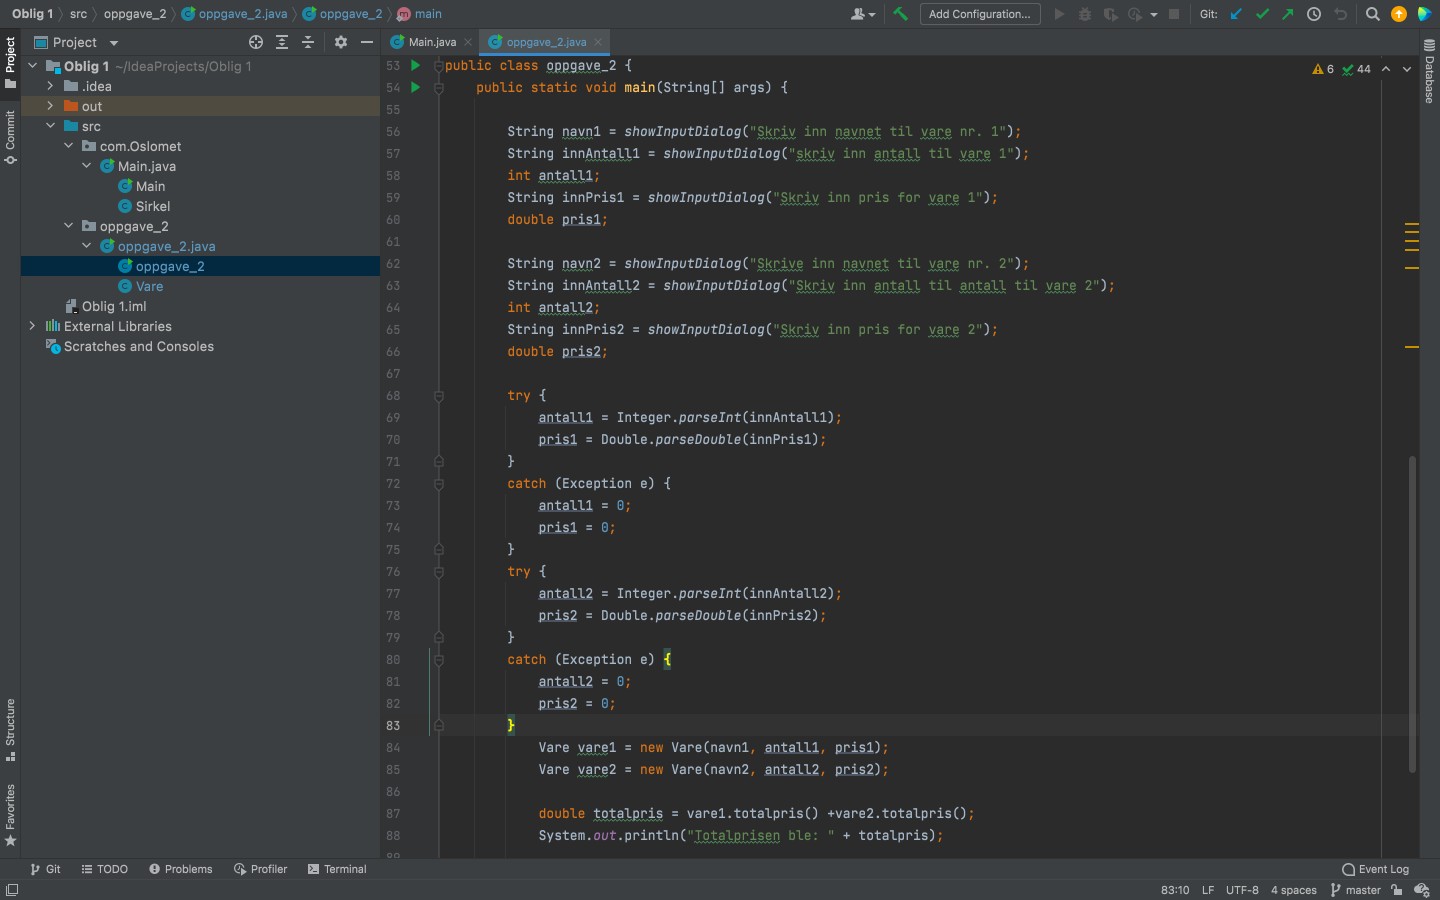 Oblig 1 src oppgave_2 oppgave_2.java oppgave_2 main Add Configuration... Git:
Project Main.java oppgave_2.java
Project
Commit
Structure
Favorites
Database
Oblig 1 ~/IdeaProjects/Oblig 1
.idea
out
src
com.Oslomet
Main.java
Main
Sirkel
oppgave_2
oppgave_2.java
oppgave_2
Vare
Oblig 1.iml
External Libraries
Scratches and Consoles
6 44
53 public class oppgave_2 {
54 public static void main(String[] args) {
55
56 String navn1 = showInputDialog("Skriv inn navnet til vare nr. 1");
57 String innAntall1 = showInputDialog("skriv inn antall til vare 1");
58 int antall1;
59 String innPris1 = showInputDialog("Skriv inn pris for vare 1");
60 double pris1;
61
62 String navn2 = showInputDialog("Skrive inn navnet til vare nr. 2");
63 String innAntall2 = showInputDialog("Skriv inn antall til antall til vare 2");
64 int antall2;
65 String innPris2 = showInputDialog("Skriv inn pris for vare 2");
66 double pris2;
67
68 try {
69 antall1 = Integer.parseInt(innAntall1);
70 pris1 = Double.parseDouble(innPris1);
71 }
72 catch (Exception e) {
73 antall1 = 0;
74 pris1 = 0;
75 }
76 try {
77 antall2 = Integer.parseInt(innAntall2);
78 pris2 = Double.parseDouble(innPris2);
79 }
80 catch (Exception e) {
81 antall2 = 0;
82 pris2 = 0;
83 }
84 Vare vare1 = new Vare(navn1, antall1, pris1);
85 Vare vare2 = new Vare(navn2, antall2, pris2);
86
87 double totalpris = vare1.totalpris() +vare2.totalpris();
88 System.out.println("Totalprisen ble: " + totalpris);
89
Git TODO Problems Profiler Terminal Event Log
83:10 LF UTF-8 4 spaces master